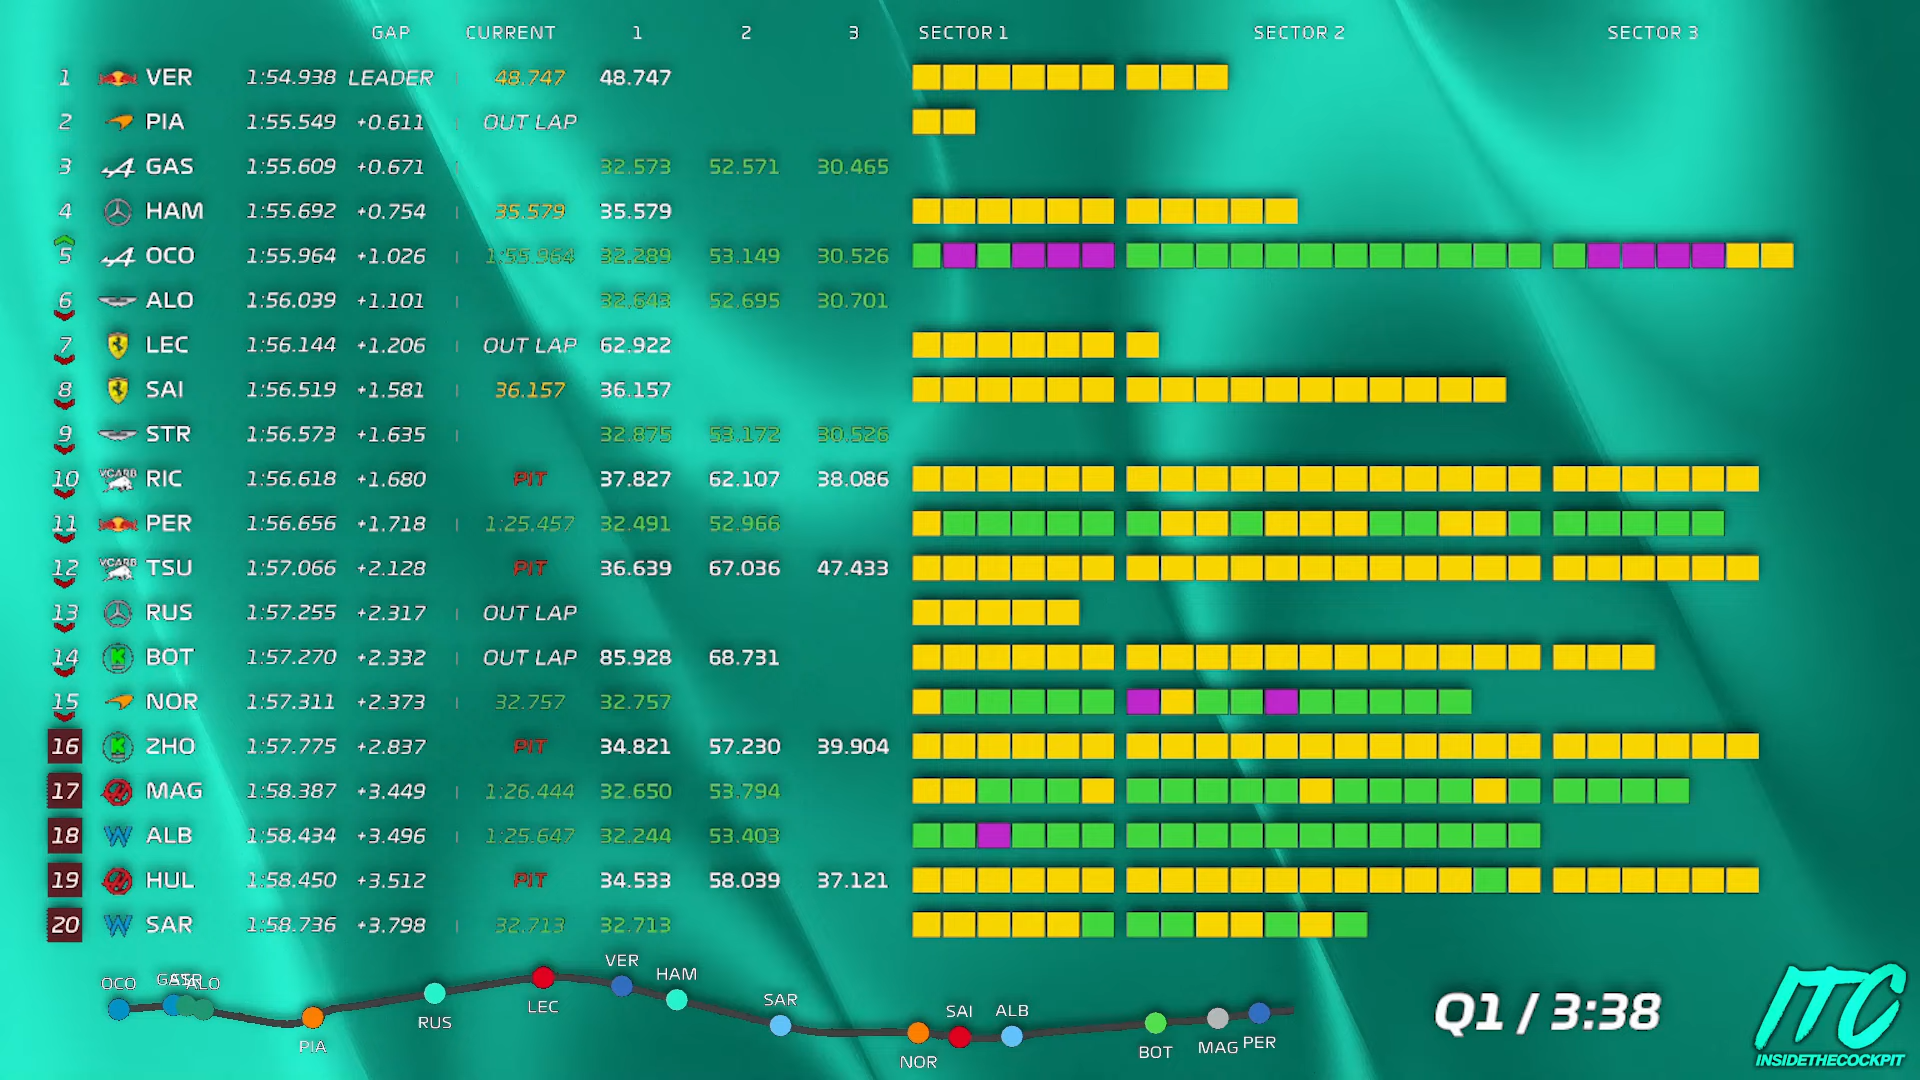 GAP CURRENT 1 2 3 SECTOR 1 SECTOR 2 SECTOR 3
1 VER 1:54.938 LEADER 48.747 48.747
2 PIA 1:55.549 +0.611 OUT LAP
3 GAS 1:55.609 +0.671 32.573 52.571 30.465
4 HAM 1:55.692 +0.754 35.579 35.579
5 OCO 1:55.964 +1.026 1:55.964 32.289 53.149 30.526
6 ALO 1:56.039 +1.101 32.643 52.695 30.701
7 LEC 1:56.144 +1.206 OUT LAP 62.922
8 SAI 1:56.519 +1.581 36.157 36.157
9 STR 1:56.573 +1.635 32.875 53.172 30.526
10 VCARB RIC 1:56.618 +1.680 PIT 37.827 62.107 38.086
11 PER 1:56.656 +1.718 1:25.457 32.491 52.966
12 VCARB TSU 1:57.066 +2.128 PIT 36.639 67.036 47.433
13 RUS 1:57.255 +2.317 OUT LAP
14 K BOT 1:57.270 +2.332 OUT LAP 85.928 68.731
15 NOR 1:57.311 +2.373 32.757 32.757
16 K ZHO 1:57.775 +2.837 PIT 34.821 57.230 39.904
17 MAG 1:58.387 +3.449 1:26.444 32.650 53.794
18 W ALB 1:58.434 +3.496 1:25.647 32.244 53.403
19 HUL 1:58.450 +3.512 PIT 34.533 58.039 37.121
20 W SAR 1:58.736 +3.798 32.713 32.713
OCO ALO PIA RUS LEC VER HAM SAR NOR SAI ALB BOT MAG PER
Q1 / 3:38
ITC
INSIDETHECOCKPIT